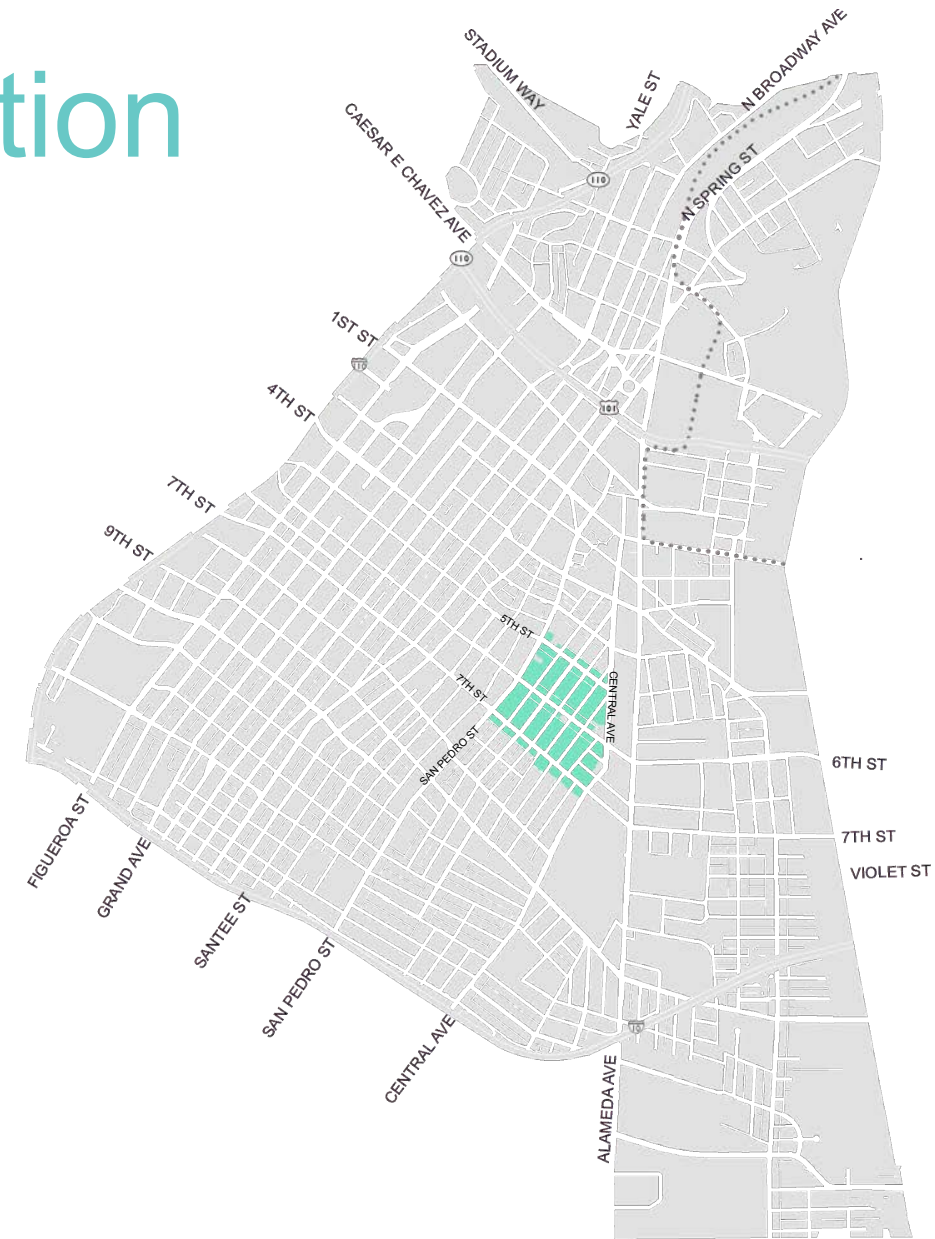 tion
STADIUM WAY
YALE ST
N BROADWAY AVE
CAESAR E CHAVEZ AVE
110
N SPRING ST
110
1ST ST
110
4TH ST
101
7TH ST
9TH ST
5TH ST
7TH ST
CENTRAL AVE
SAN PEDRO ST
6TH ST
7TH ST
VIOLET ST
FIGUEROA ST
GRAND AVE
SANTEE ST
SAN PEDRO ST
CENTRAL AVE
10
ALAMEDA AVE